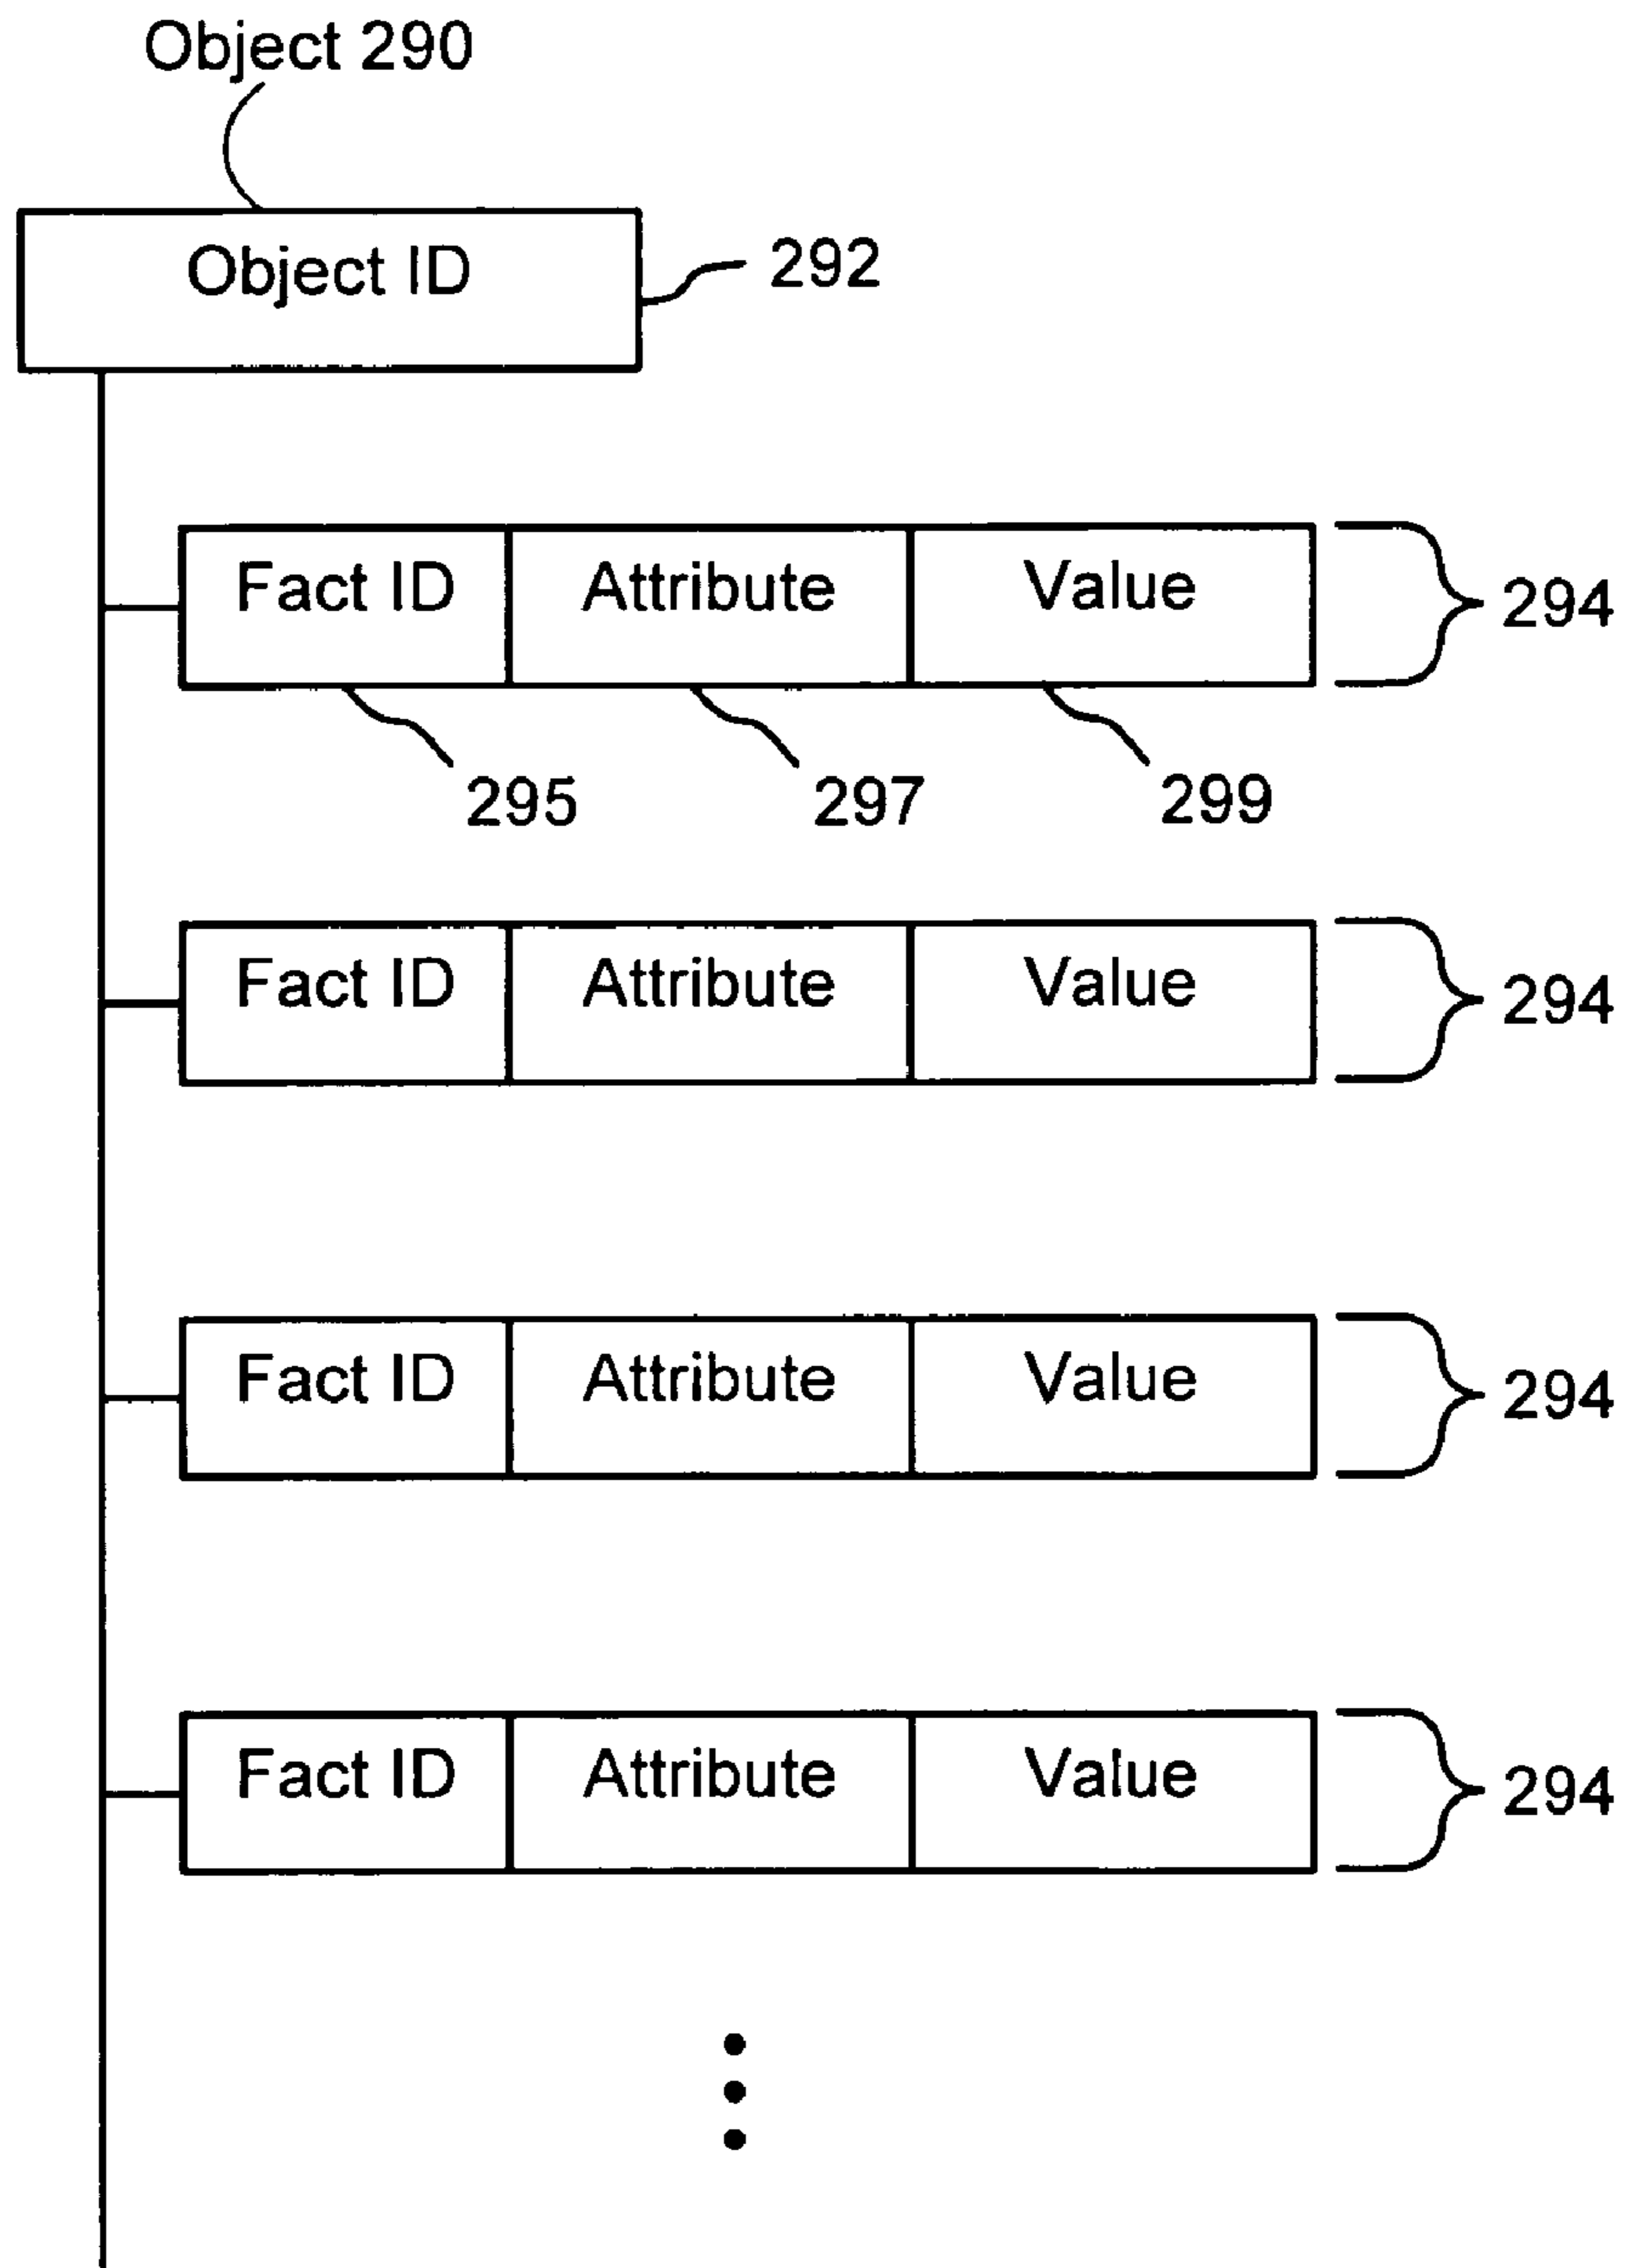 Object 290
Object ID
292
Fact ID Attribute Value
294
295 297 299
Fact ID Attribute Value
294
Fact ID Attribute Value
294
Fact ID Attribute Value
294